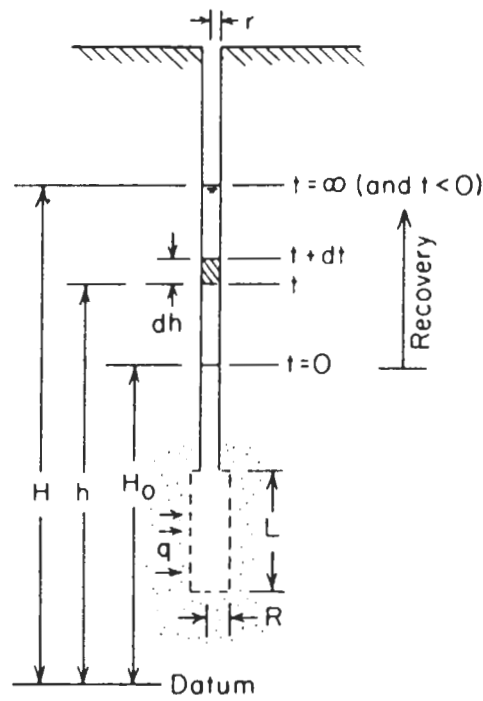 r
t = ∞ (and t < 0)
t + dt
t
dh
Recovery
t = 0
H
h
H₀
L
q
R
Datum